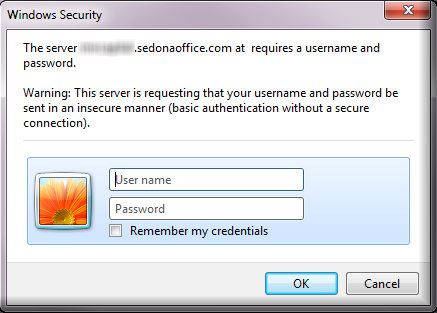 Windows Security
The server .sedonaoffice.com at requires a username and
password.
Warning: This server is requesting that your username and password be
sent in an insecure manner (basic authentication without a secure
connection).
User name
Password
Remember my credentials
OK
Cancel